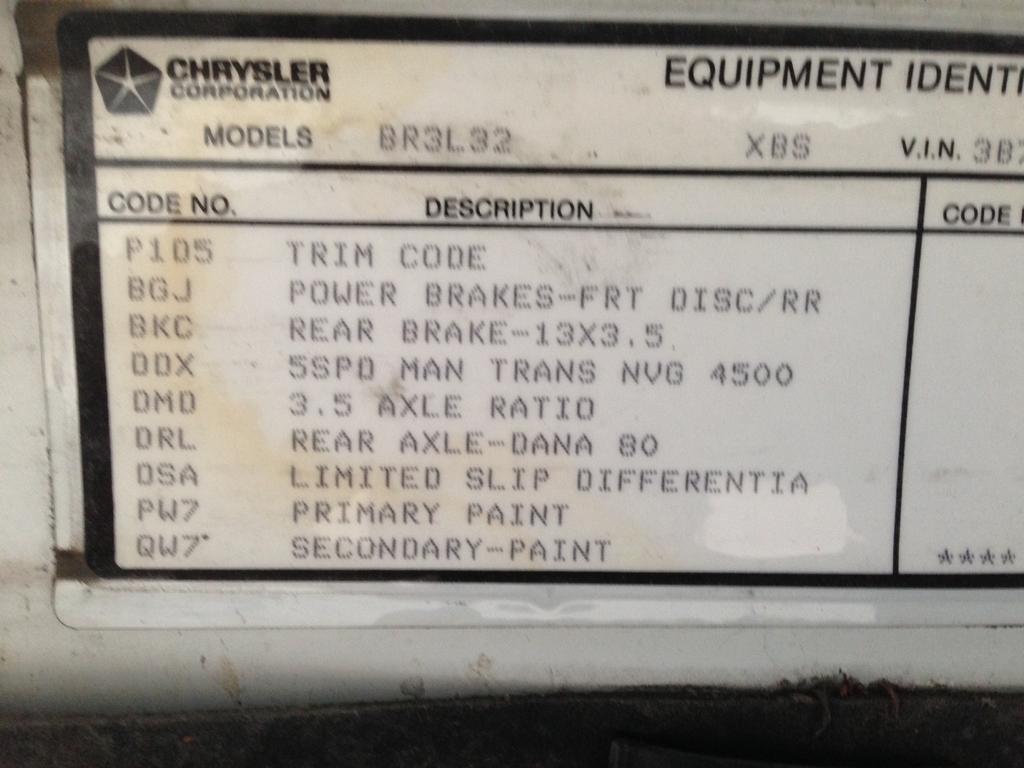 CHRYSLER
CORPORATION
EQUIPMENT IDENTI
MODELS BR3L32 XBS V.I.N. 3B7
CODE NO. DESCRIPTION CODE
P105 TRIM CODE
BGJ POWER BRAKES-FRT DISC/RR
BKC REAR BRAKE-13X3.5
DDX 5SPD MAN TRANS NVG 4500
DMD 3.5 AXLE RATIO
DRL REAR AXLE-DANA 80
DSA LIMITED SLIP DIFFERENTIA
PW7 PRIMARY PAINT
QW7 SECONDARY-PAINT ****